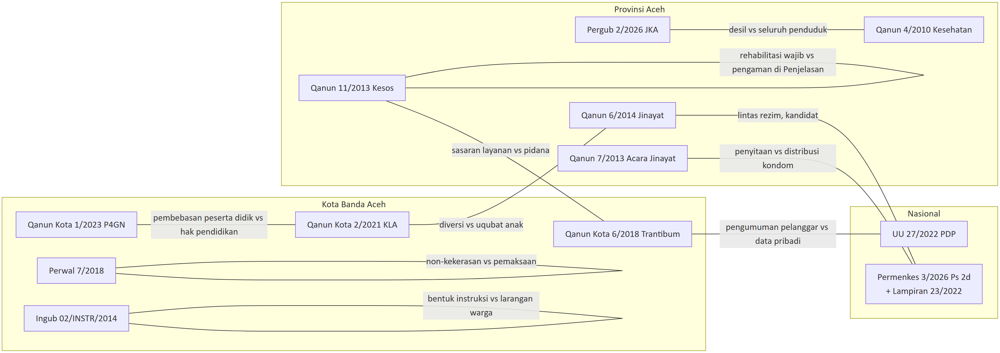 Provinsi Aceh
Pergub 2/2026 JKA
desil vs seluruh penduduk
Qanun 4/2010 Kesehatan
rehabilitasi wajib vs
pengaman di Penjelasan
Qanun 11/2013 Kesos
Qanun 6/2014 Jinayat
lintas rezim, kandidat
sasaran layanan vs pidana
Qanun 7/2013 Acara Jinayat
penyitaan vs distribusi
kondom
Kota Banda Aceh
Qanun Kota 1/2023 P4GN
pembebasan peserta didik vs
hak pendidikan
Qanun Kota 2/2021 KLA
diversi vs uqubat anak
Qanun Kota 6/2018 Trantibum
pengumuman pelanggar vs
data pribadi
Nasional
UU 27/2022 PDP
Perwal 7/2018
non-kekerasan vs pemaksaan
Permenkes 3/2026 Ps 2d
+ Lampiran 23/2022
Ingub 02/INSTR/2014
bentuk instruksi vs larangan
warga